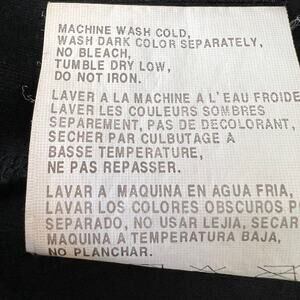 MACHINE WASH COLD,
WASH DARK COLOR SEPARATELY,
NO BLEACH,
TUMBLE DRY LOW,
DO NOT IRON.
LAVER A LA MACHINE A L'EAU FROIDE
LAVER LES COULEURS SOMBRES
SEPAREMENT, PAS DE DECOLORANT,
SECHER PAR CULBUTAGE A
BASSE TEMPERATURE,
NE PAS REPASSER.
LAVAR A MAQUINA EN AGUA FRIA,
LAVAR LOS COLORES OBSCUROS PO
SEPARADO, NO USAR LEJIA, SECAR
MAQUINA A TEMPERATURA BAJA,
NO PLANCHAR.